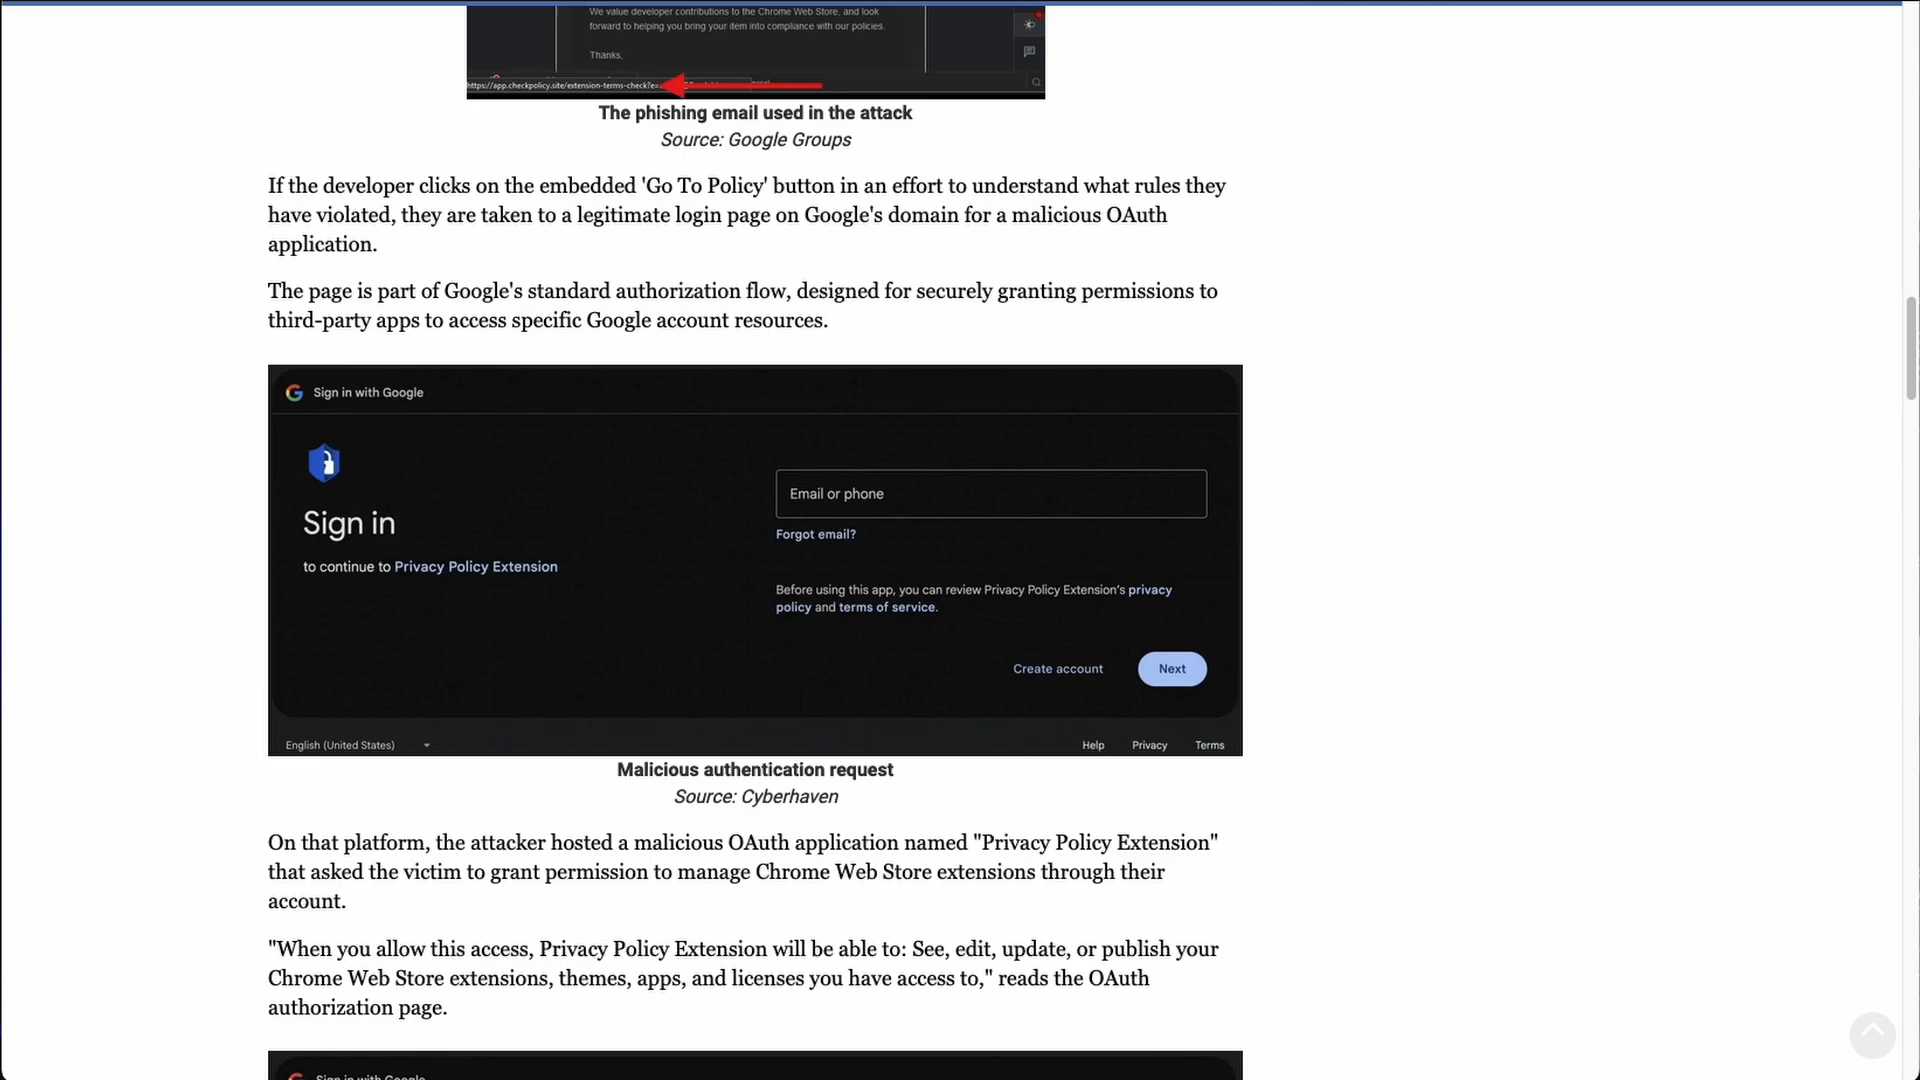 We value developer contributions to the Chrome Web Store, and look
forward to helping you bring your item into compliance with our policies.
Thanks,
https://app.checkpolicy.site/extension-terms-check?e=
The phishing email used in the attack
Source: Google Groups
If the developer clicks on the embedded 'Go To Policy' button in an effort to understand what rules they
have violated, they are taken to a legitimate login page on Google's domain for a malicious OAuth
application.
The page is part of Google's standard authorization flow, designed for securely granting permissions to
third-party apps to access specific Google account resources.
Sign in with Google
Sign in
to continue to Privacy Policy Extension
Email or phone
Forgot email?
Before using this app, you can review Privacy Policy Extension's privacy
policy and terms of service.
Create account Next
English (United States) Help Privacy Terms
Malicious authentication request
Source: Cyberhaven
On that platform, the attacker hosted a malicious OAuth application named "Privacy Policy Extension"
that asked the victim to grant permission to manage Chrome Web Store extensions through their
account.
"When you allow this access, Privacy Policy Extension will be able to: See, edit, update, or publish your
Chrome Web Store extensions, themes, apps, and licenses you have access to," reads the OAuth
authorization page.
Sign in with Google